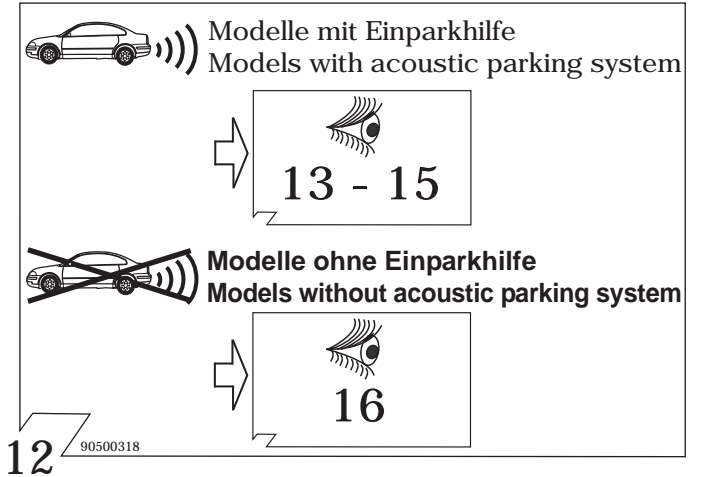 Modelle mit Einparkhilfe
Models with acoustic parking system
13 - 15
Modelle ohne Einparkhilfe
Models without acoustic parking system
16
12
90500318